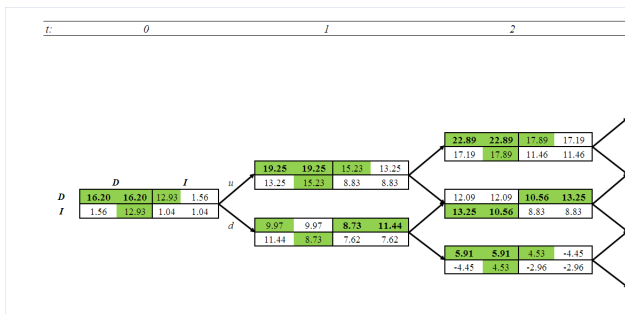 t: 0 1 2
22.89 22.89 17.89 17.19
17.19 17.89 11.46 11.46
19.25 19.25 15.23 13.25
13.25 15.23 8.83 8.83
D I u
D 16.20 16.20 12.93 1.56
I 1.56 12.93 1.04 1.04
12.09 12.09 10.56 13.25
13.25 10.56 8.83 8.83
d
9.97 9.97 8.73 11.44
11.44 8.73 7.62 7.62
5.91 5.91 4.53 -4.45
-4.45 4.53 -2.96 -2.96